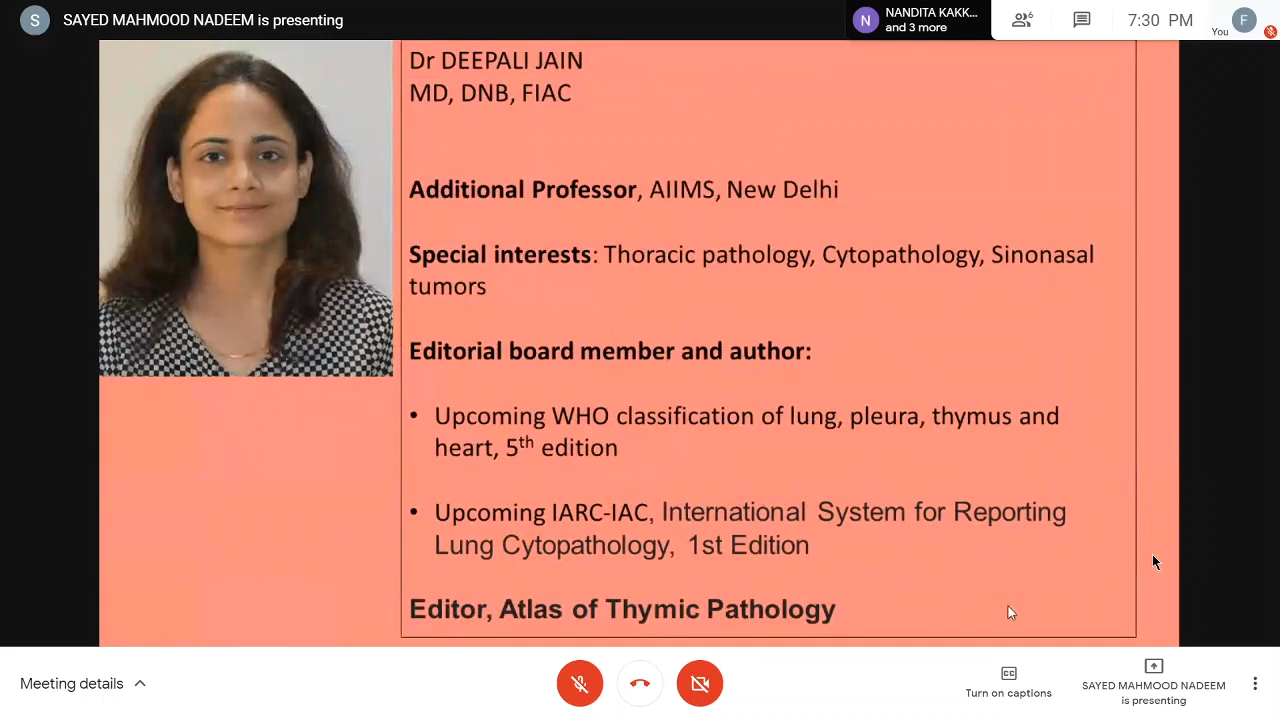 S SAYED MAHMOOD NADEEM is presenting
N NANDITA KAKK...
and 3 more
6
7:30 PM
You
F
Dr DEEPALI JAIN
MD, DNB, FIAC
Additional Professor, AIIMS, New Delhi
Special interests: Thoracic pathology, Cytopathology, Sinonasal
tumors
Editorial board member and author:
• Upcoming WHO classification of lung, pleura, thymus and
heart, 5th edition
• Upcoming IARC-IAC, International System for Reporting
Lung Cytopathology, 1st Edition
Editor, Atlas of Thymic Pathology
Meeting details
CC
Turn on captions
SAYED MAHMOOD NADEEM
is presenting